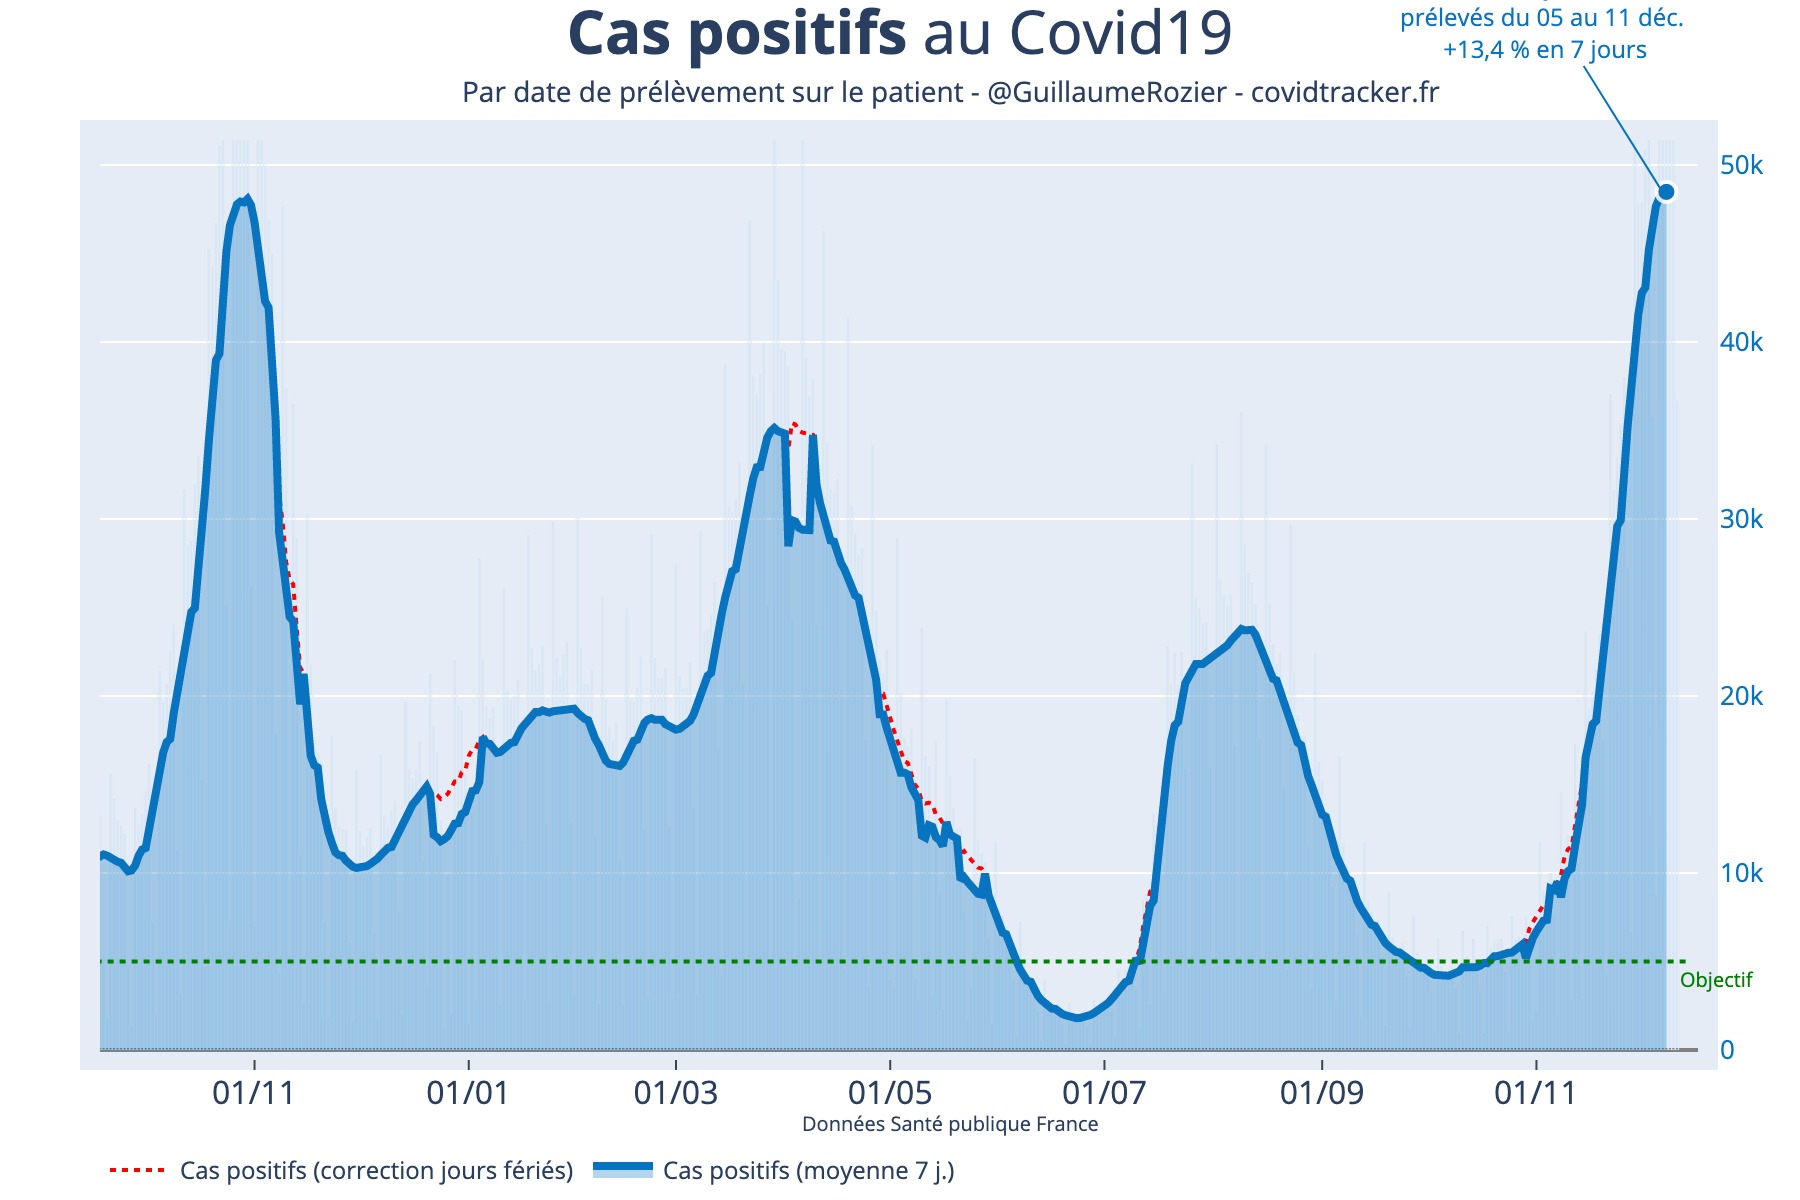 prélevés du 05 au 11 déc.
+13,4 % en 7 jours
Cas positifs au Covid19
Par date de prélèvement sur le patient - @GuillaumeRozier - covidtracker.fr
50k
40k
30k
20k
10k
Objectif
0
01/11 01/01 01/03 01/05 01/07 01/09 01/11
Données Santé publique France
Cas positifs (correction jours fériés) Cas positifs (moyenne 7 j.)